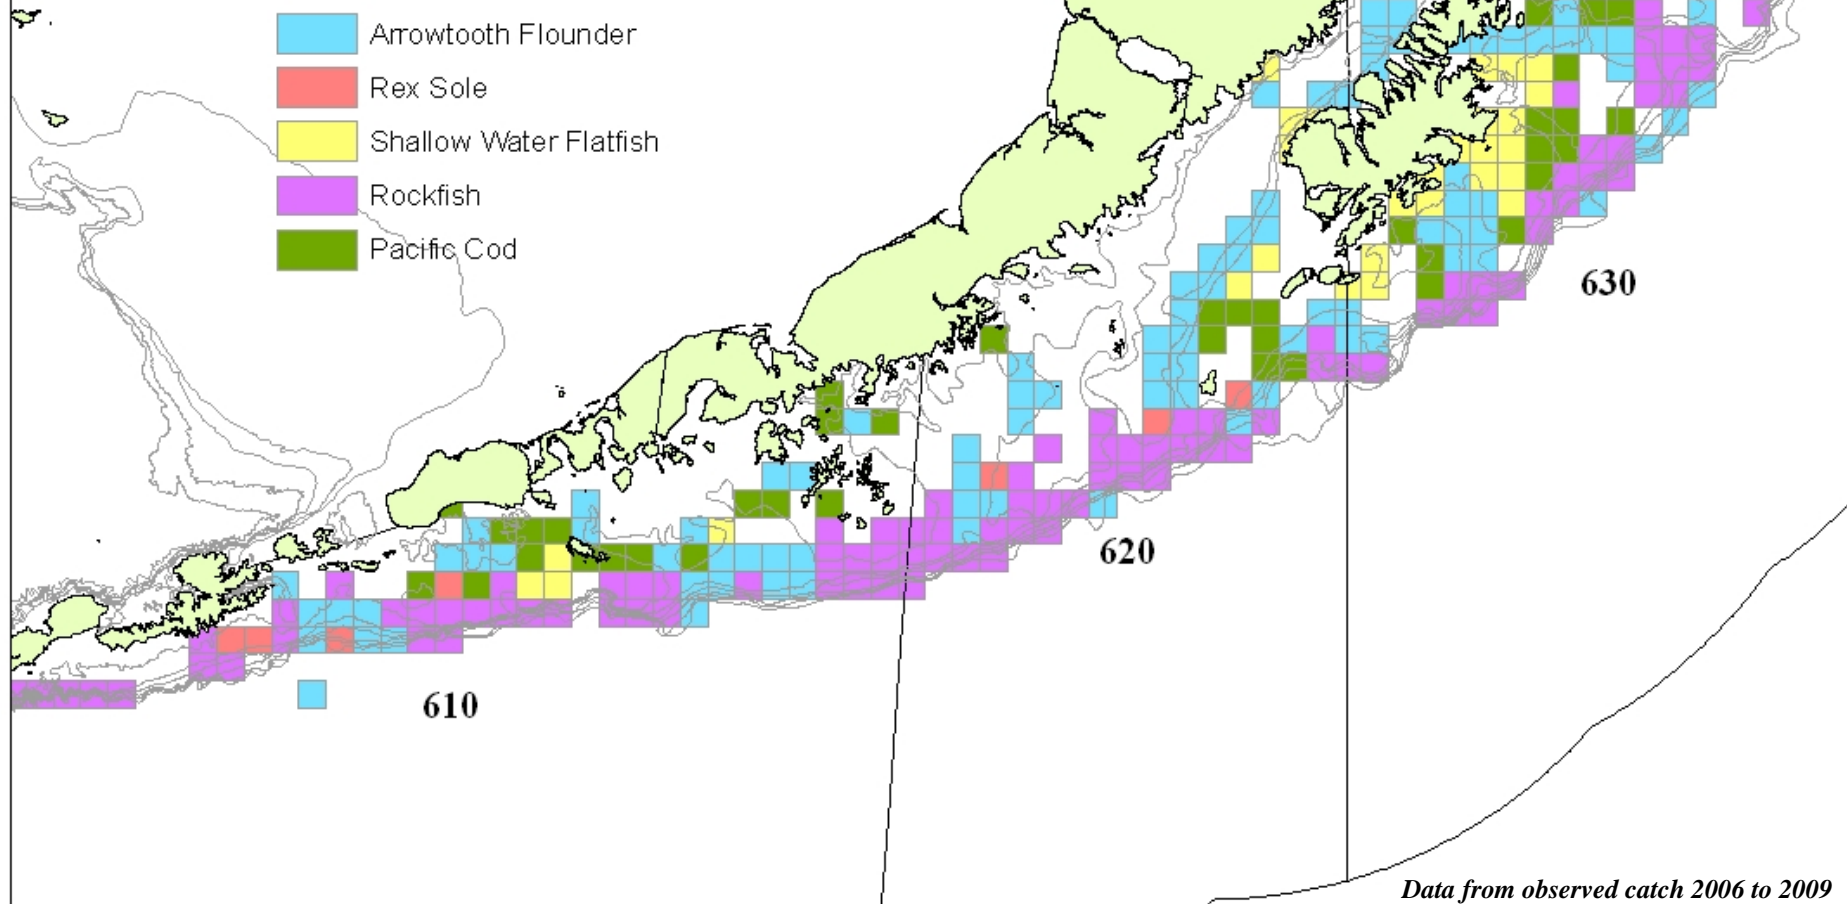 Arrowtooth Flounder
Rex Sole
Shallow Water Flatfish
Rockfish
Pacific Cod
630
620
610
Data from observed catch 2006 to 2009